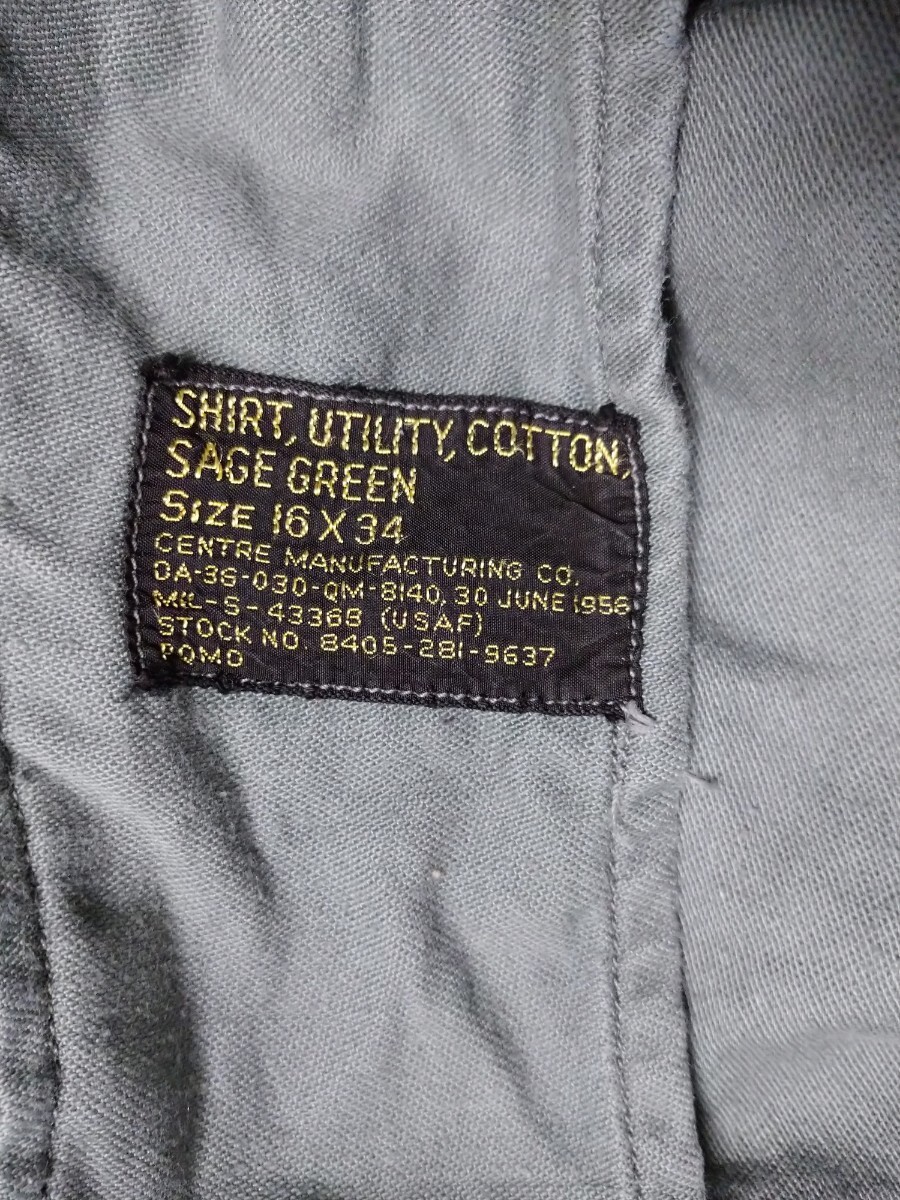 SHIRT, UTILITY, COTTON,
SAGE GREEN
SIZE 16 X 34
CENTRE MANUFACTURING CO.
DA-36-030-QM-8140, 30 JUNE 1956
MIL-S-43368 (USAF)
STOCK NO. 8405-281-9637
PQMD